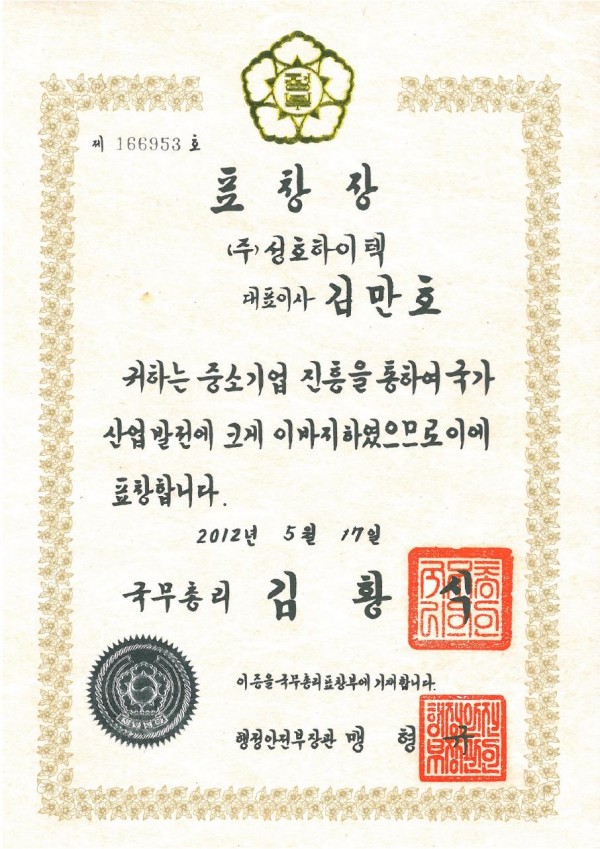 정부
제 166953 호
표창장
(주)성호하이텍
대표이사 김만호
귀하는 중소기업 진흥을 통하여 국가
산업발전에 크게 이바지하였으므로 이에
표창합니다.
2012년 5월 17일
국무총리 김황식
이 증을 국무총리표창부에 기재합니다.
행정안전부장관 맹형규